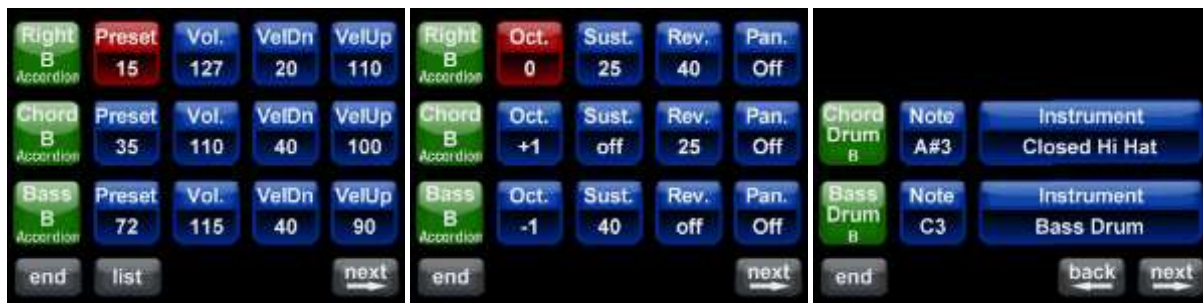 Right Preset Vol. VelDn VelUp
B 15 127 20 110
Accordion
Chord Preset Vol. VelDn VelUp
B 35 110 40 100
Accordion
Bass Preset Vol. VelDn VelUp
B 72 115 40 90
Accordion
end list next
Right Oct. Sust. Rev. Pan.
B 0 25 40 Off
Accordion
Chord Oct. Sust. Rev. Pan.
B +1 off 25 Off
Accordion
Bass Oct. Sust. Rev. Pan.
B -1 40 off Off
Accordion
end next
Chord Note Instrument
Drum A#3 Closed Hi Hat
B
Bass Note Instrument
Drum C3 Bass Drum
B
end back next